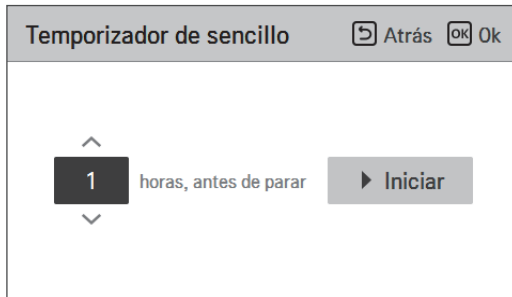 Temporizador de sencillo Atrás OK Ok
1 horas, antes de parar Iniciar